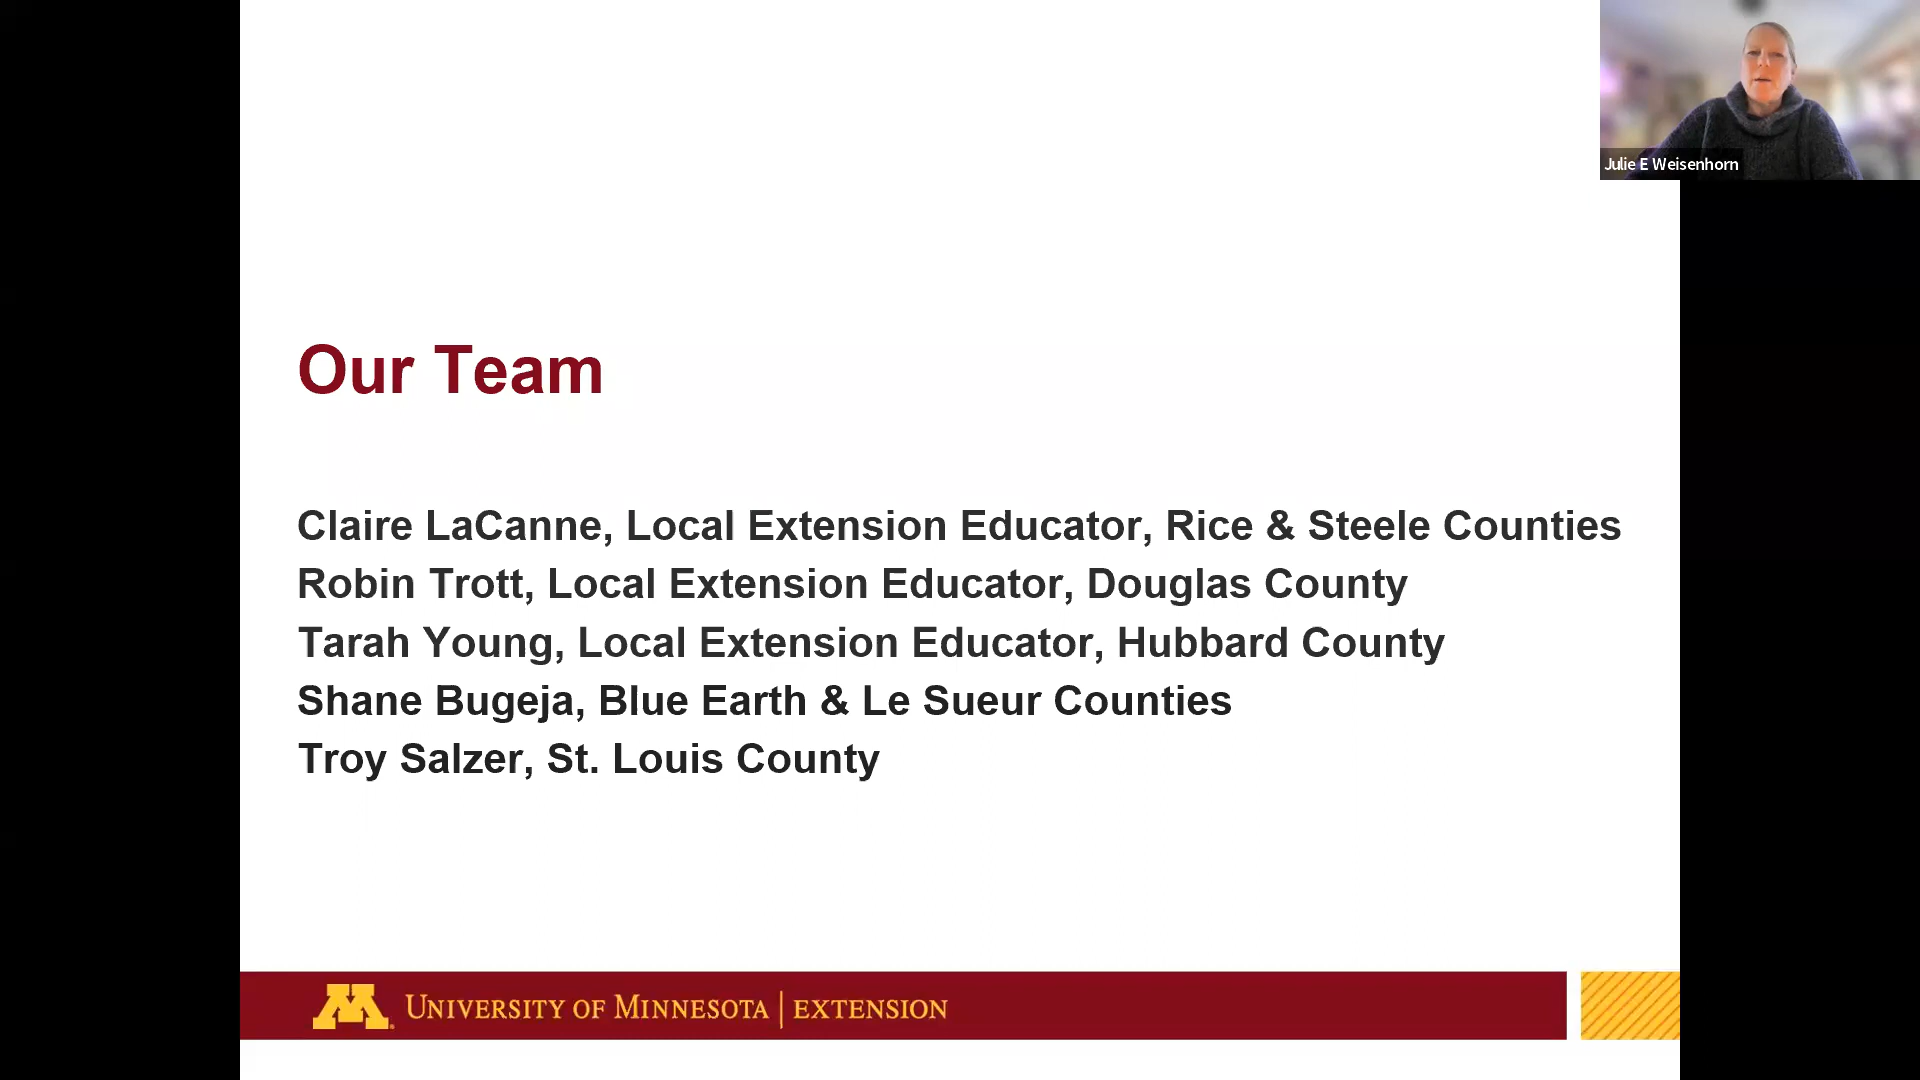 Julie E Weisenhorn
Our Team
Claire LaCanne, Local Extension Educator, Rice & Steele Counties
Robin Trott, Local Extension Educator, Douglas County
Tarah Young, Local Extension Educator, Hubbard County
Shane Bugeja, Blue Earth & Le Sueur Counties
Troy Salzer, St. Louis County
M University of Minnesota | EXTENSION